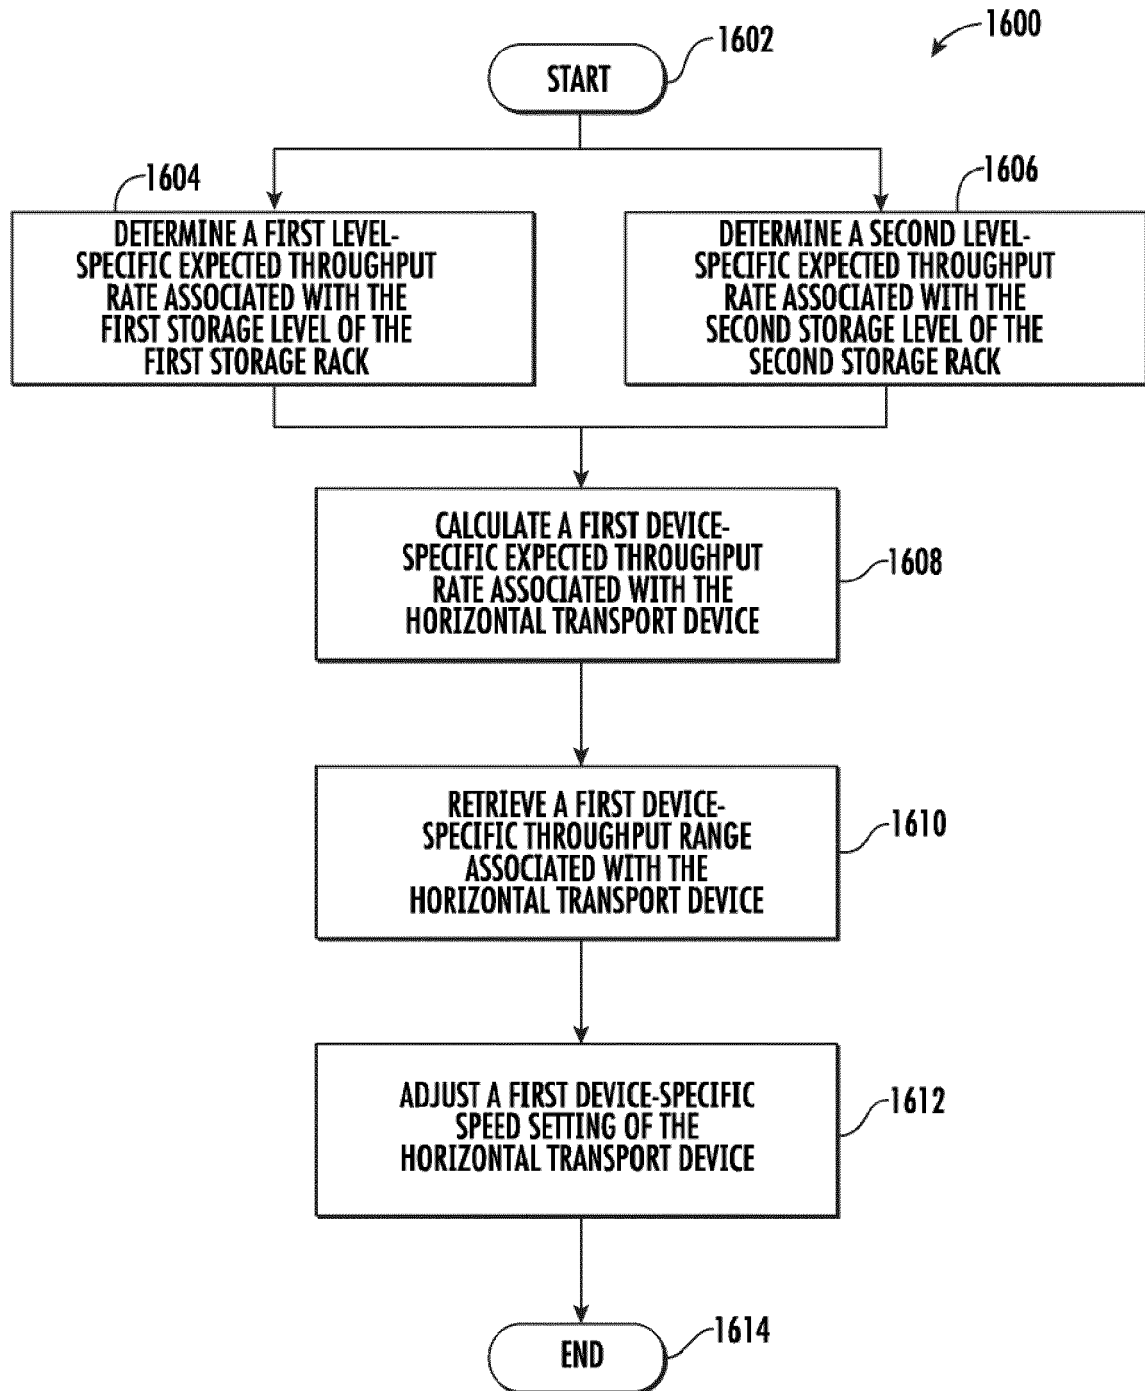 1600
1602
START
1604
DETERMINE A FIRST LEVEL-
SPECIFIC EXPECTED THROUGHPUT
RATE ASSOCIATED WITH THE
FIRST STORAGE LEVEL OF THE
FIRST STORAGE RACK
1606
DETERMINE A SECOND LEVEL-
SPECIFIC EXPECTED THROUGHPUT
RATE ASSOCIATED WITH THE
SECOND STORAGE LEVEL OF THE
SECOND STORAGE RACK
CALCULATE A FIRST DEVICE-
SPECIFIC EXPECTED THROUGHPUT
RATE ASSOCIATED WITH THE
HORIZONTAL TRANSPORT DEVICE
1608
RETRIEVE A FIRST DEVICE-
SPECIFIC THROUGHPUT RANGE
ASSOCIATED WITH THE
HORIZONTAL TRANSPORT DEVICE
1610
ADJUST A FIRST DEVICE-SPECIFIC
SPEED SETTING OF THE
HORIZONTAL TRANSPORT DEVICE
1612
END
1614